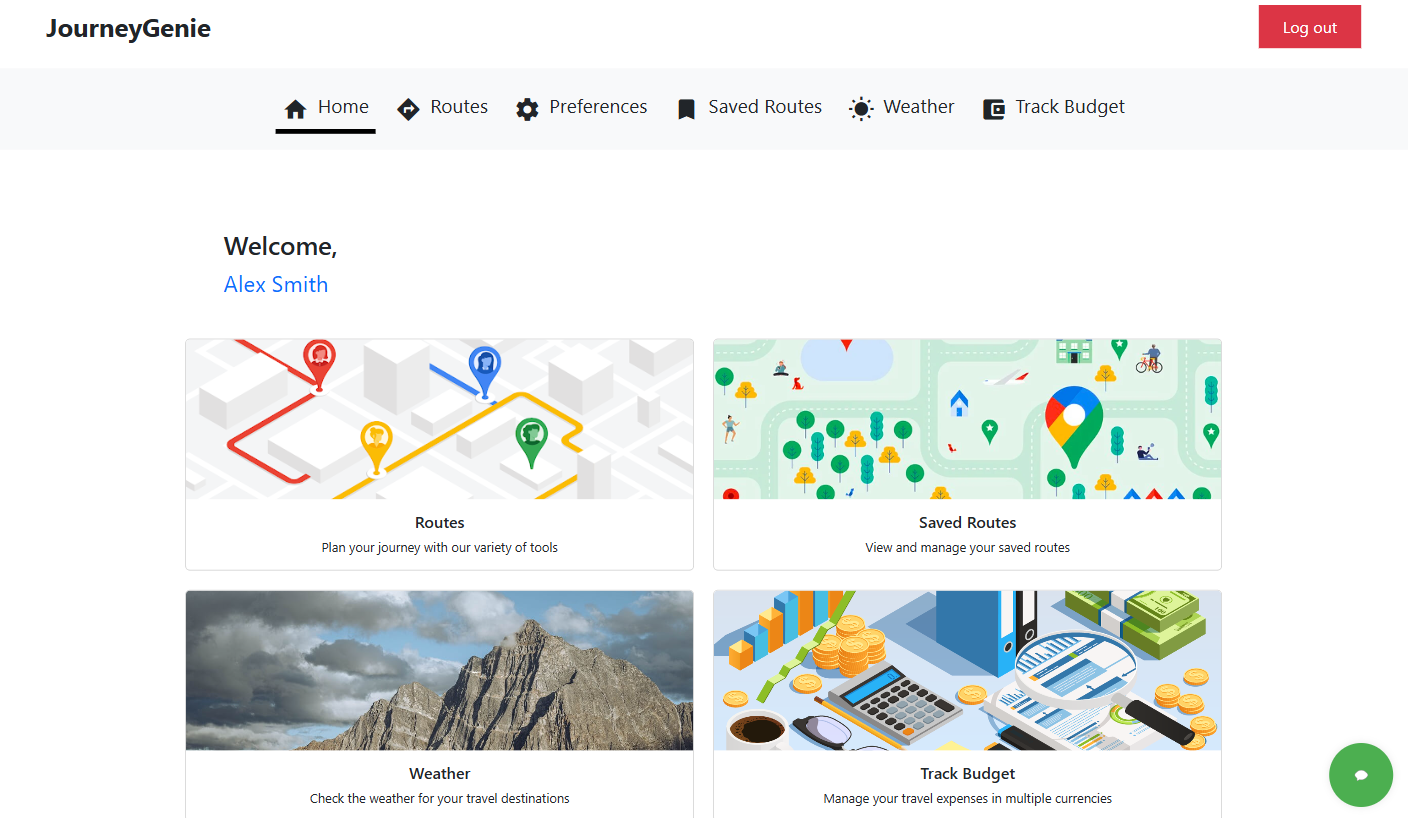 JourneyGenie
Log out
Home
Routes
Preferences
Saved Routes
Weather
Track Budget
Welcome,
Alex Smith
Routes
Plan your journey with our variety of tools
Saved Routes
View and manage your saved routes
100
Weather
Check the weather for your travel destinations
Track Budget
Manage your travel expenses in multiple currencies